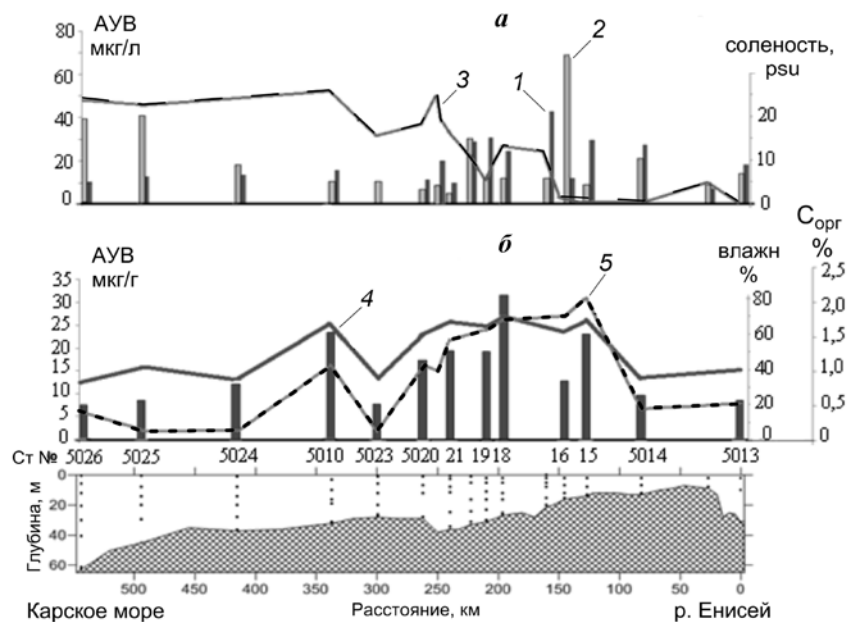 АУВ
мкг/л
а
соленость,
psu
80
60
40
20
0
20
10
0
1
2
3
АУВ
мкг/г
б
влажн
%
Сорг
%
35
30
25
20
15
10
5
0
80
60
40
20
0
2,5
2,0
1,5
1,0
0,5
0
4
5
Ст № 5026 5025 5024 5010 5023 5020 21 19 18 16 15 5014 5013
Глубина, м
0
20
40
60
500 450 400 350 300 250 200 150 100 50 0
Карское море Расстояние, км р. Енисей